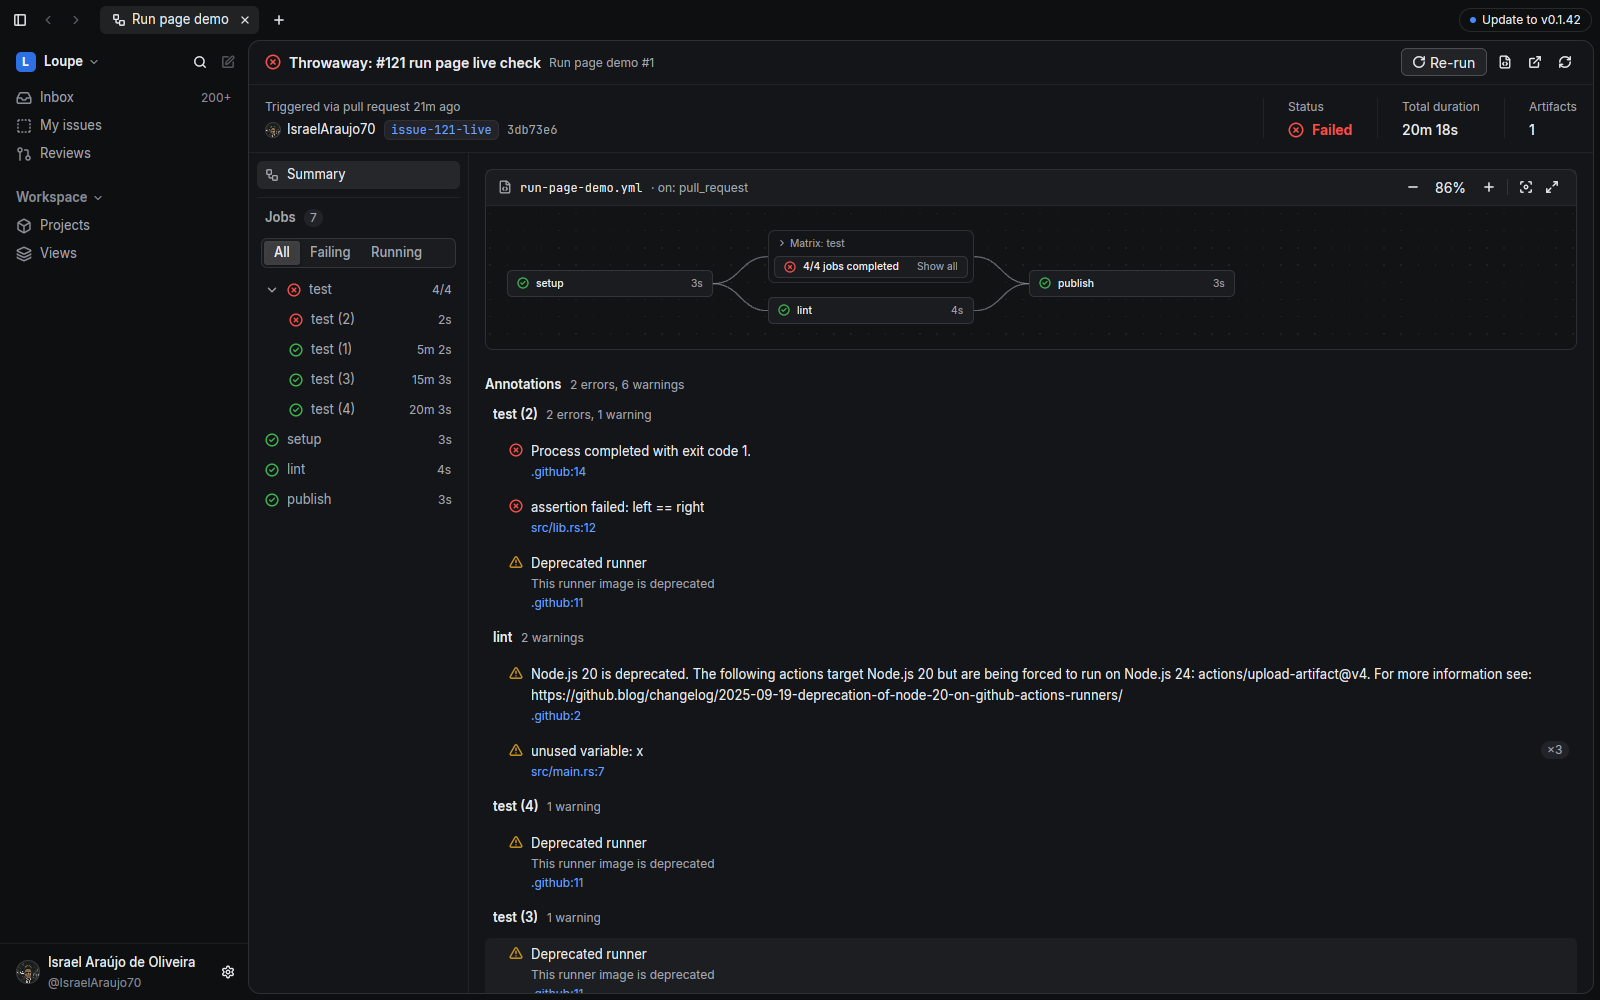 Run page demo
Update to v0.1.42
L Loupe
Inbox 200+
My issues
Reviews
Workspace
Projects
Views
Israel Araújo de Oliveira
@IsraelAraujo70
Throwaway: #121 run page live check Run page demo #1
Re-run
Triggered via pull request 21m ago
IsraelAraujo70 issue-121-live 3db73e6
Status
Failed
Total duration
20m 18s
Artifacts
1
Summary
Jobs 7
All Failing Running
test 4/4
test (2) 2s
test (1) 5m 2s
test (3) 15m 3s
test (4) 20m 3s
setup 3s
lint 4s
publish 3s
run-page-demo.yml · on: pull_request
86%
Matrix: test
4/4 jobs completed Show all
setup 3s
lint 4s
publish 3s
Annotations 2 errors, 6 warnings
test (2) 2 errors, 1 warning
Process completed with exit code 1.
.github:14
assertion failed: left == right
src/lib.rs:12
Deprecated runner
This runner image is deprecated
.github:11
lint 2 warnings
Node.js 20 is deprecated. The following actions target Node.js 20 but are being forced to run on Node.js 24: actions/upload-artifact@v4. For more information see:
https://github.blog/changelog/2025-09-19-deprecation-of-node-20-on-github-actions-runners/
.github:2
unused variable: x ×3
src/main.rs:7
test (4) 1 warning
Deprecated runner
This runner image is deprecated
.github:11
test (3) 1 warning
Deprecated runner
This runner image is deprecated
.github:11